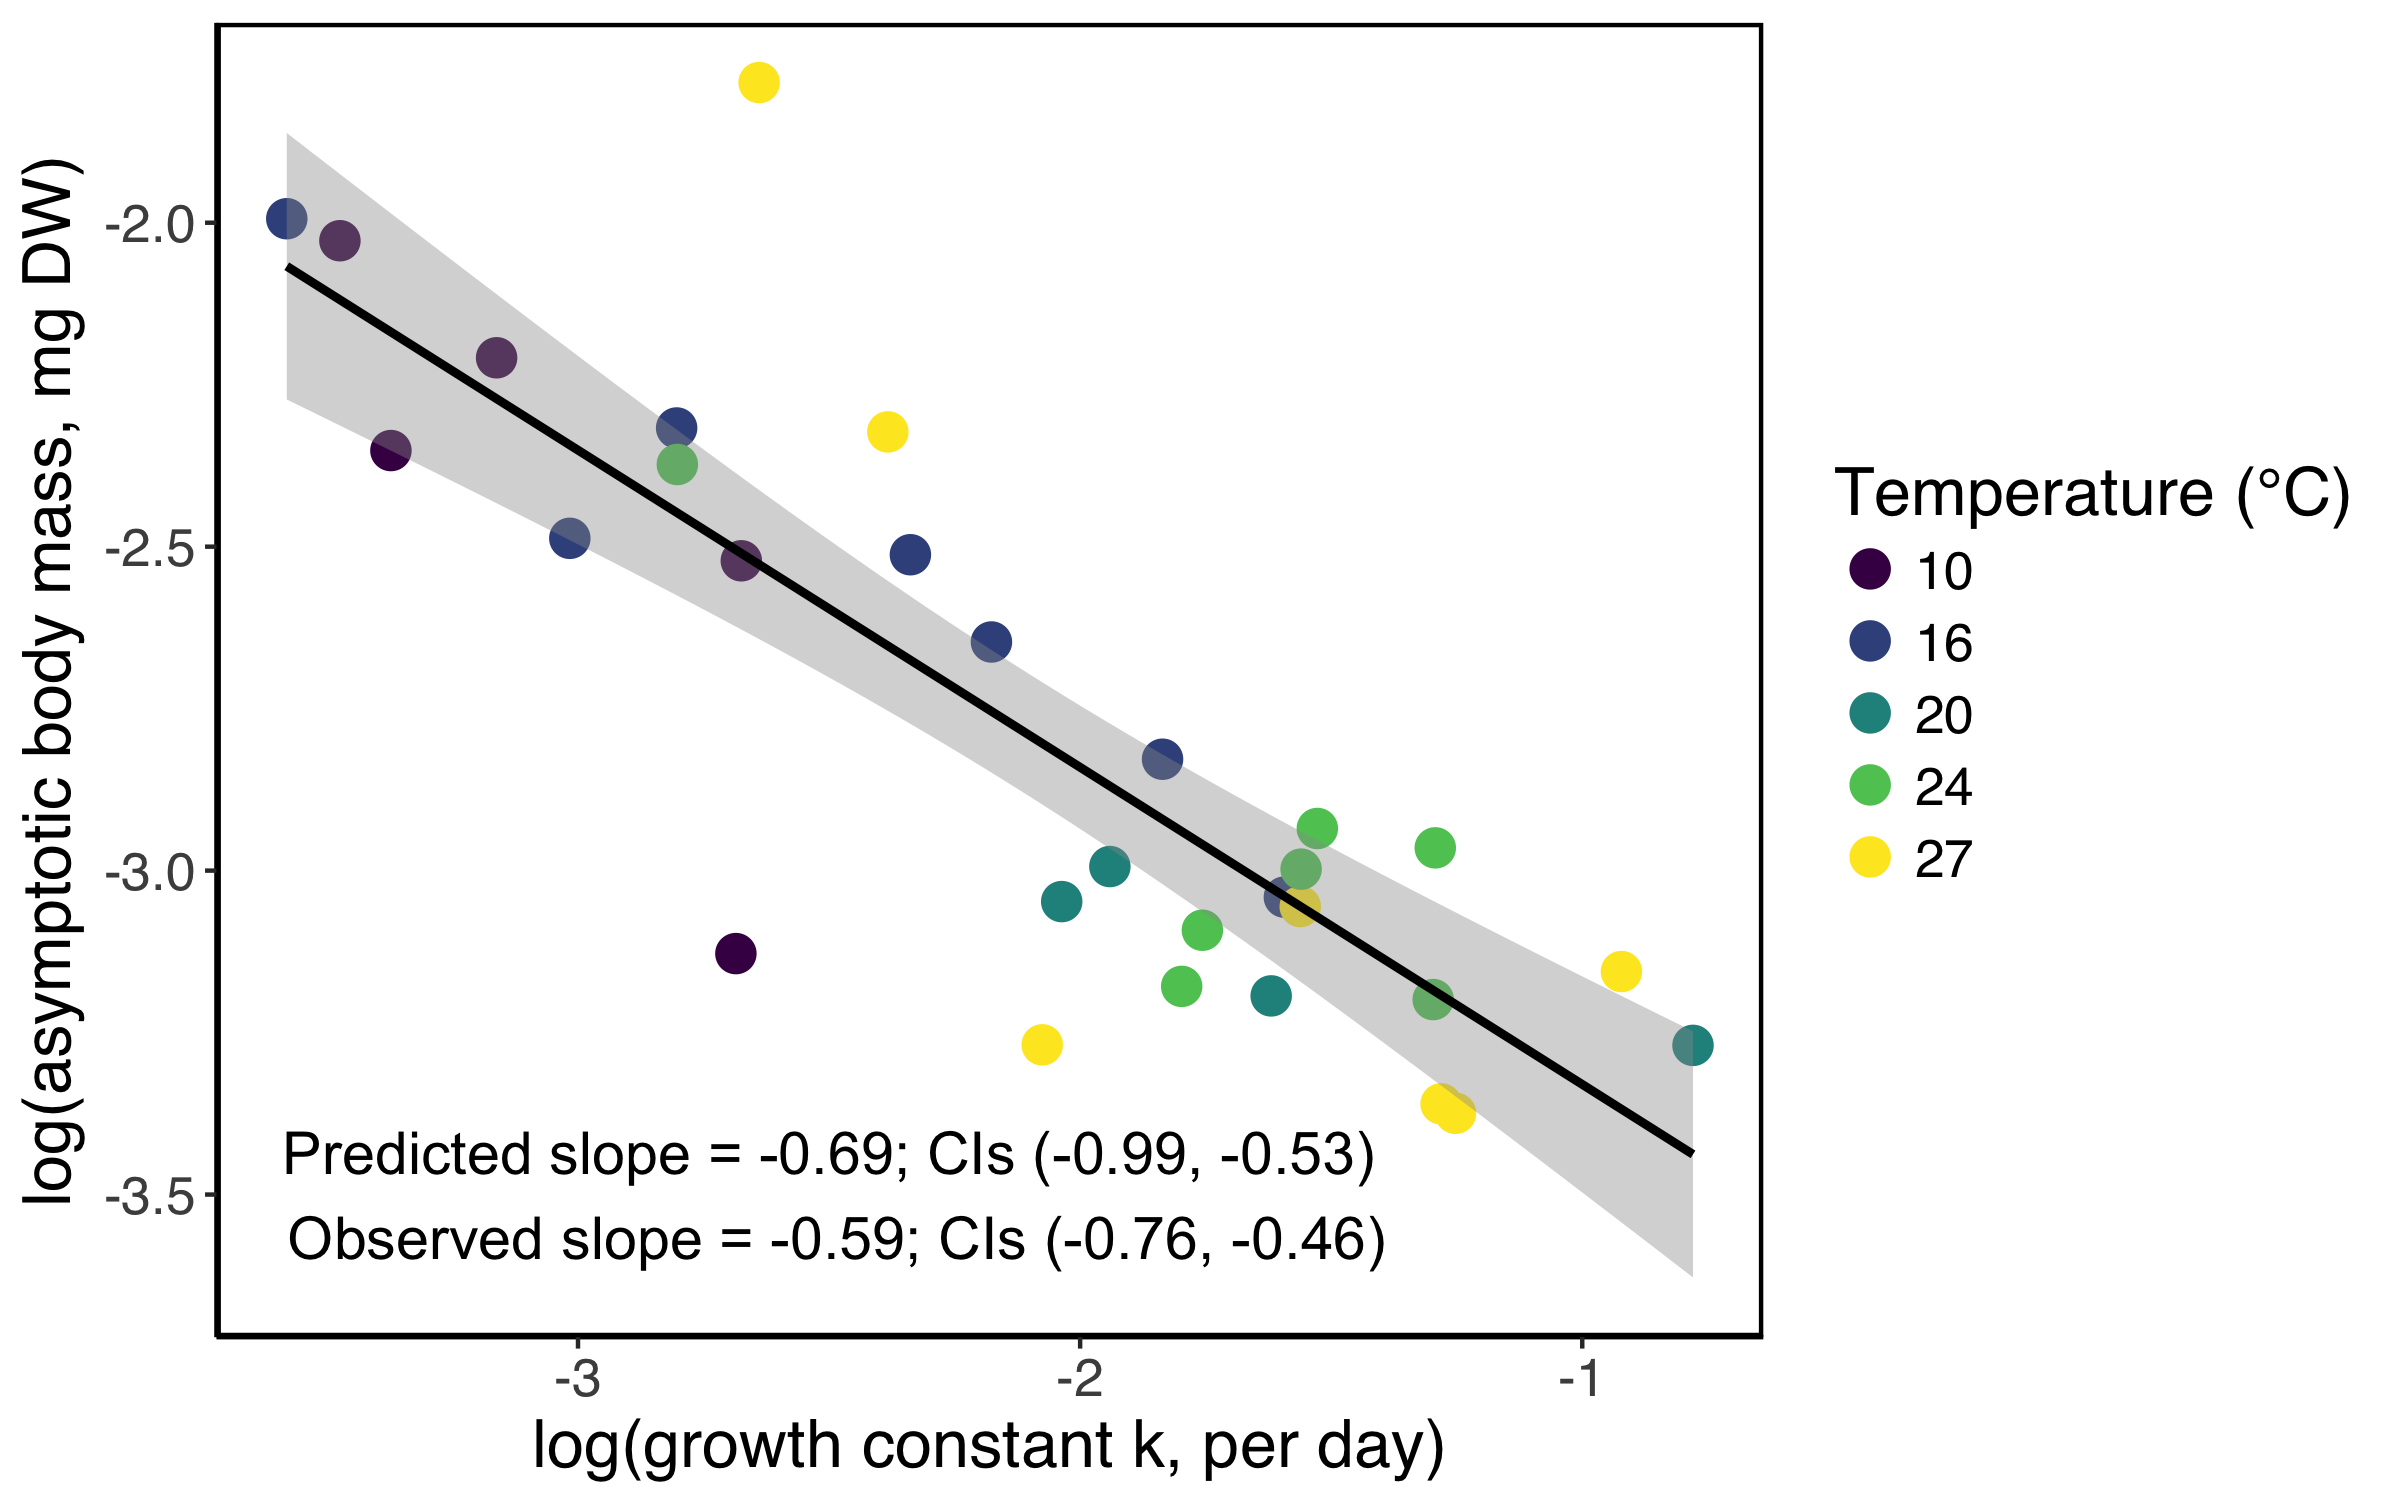 log(asymptotic body mass, mg DW)
-2.0
-2.5
-3.0
-3.5
Predicted slope = -0.69; CIs (-0.99, -0.53)
Observed slope = -0.59; CIs (-0.76, -0.46)
-3
-2
-1
log(growth constant k, per day)
Temperature (°C)
10
16
20
24
27